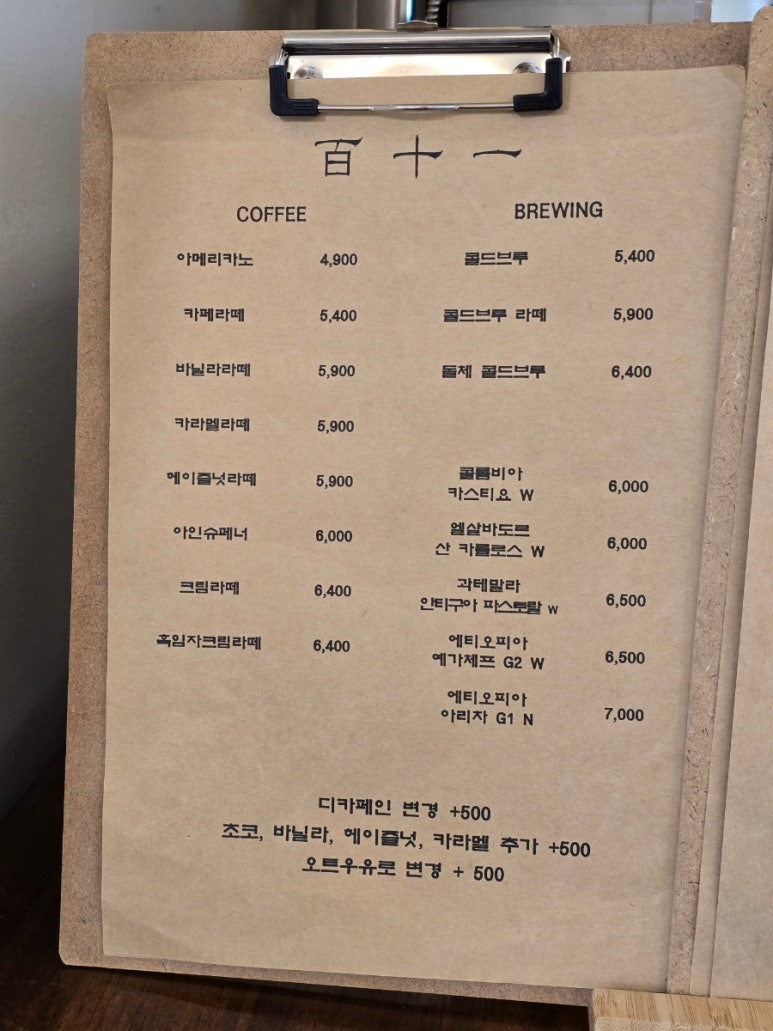 百十一
COFFEE
아메리카노 4,900
카페라떼 5,400
바닐라라떼 5,900
카라멜라떼 5,900
헤이즐넛라떼 5,900
아인슈페너 6,000
크림라떼 6,400
흑임자크림라떼 6,400
BREWING
콜드브루 5,400
콜드브루 라떼 5,900
돌체 콜드브루 6,400
콜롬비아
카스티요 W 6,000
엘살바도르
산 카를로스 W 6,000
과테말라
안티구아 파스토랄 W 6,500
에티오피아
예가체프 G2 W 6,500
에티오피아
아리차 G1 N 7,000
디카페인 변경 +500
초코, 바닐라, 헤이즐넛, 카라멜 추가 +500
오트우유로 변경 + 500